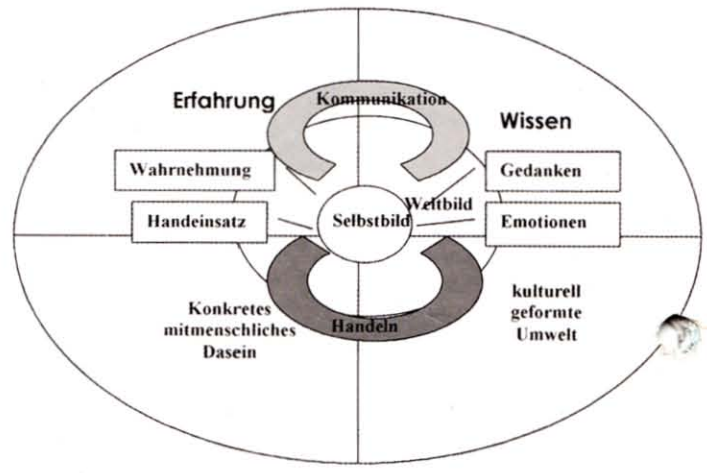 Kommunikation
Erfahrung
Wissen
Wahrnehmung
Gedanken
Weltbild
Handeinsatz
Selbstbild
Emotionen
Konkretes
mitmenschliches
Dasein
kulturell
geformte
Umwelt
Handeln